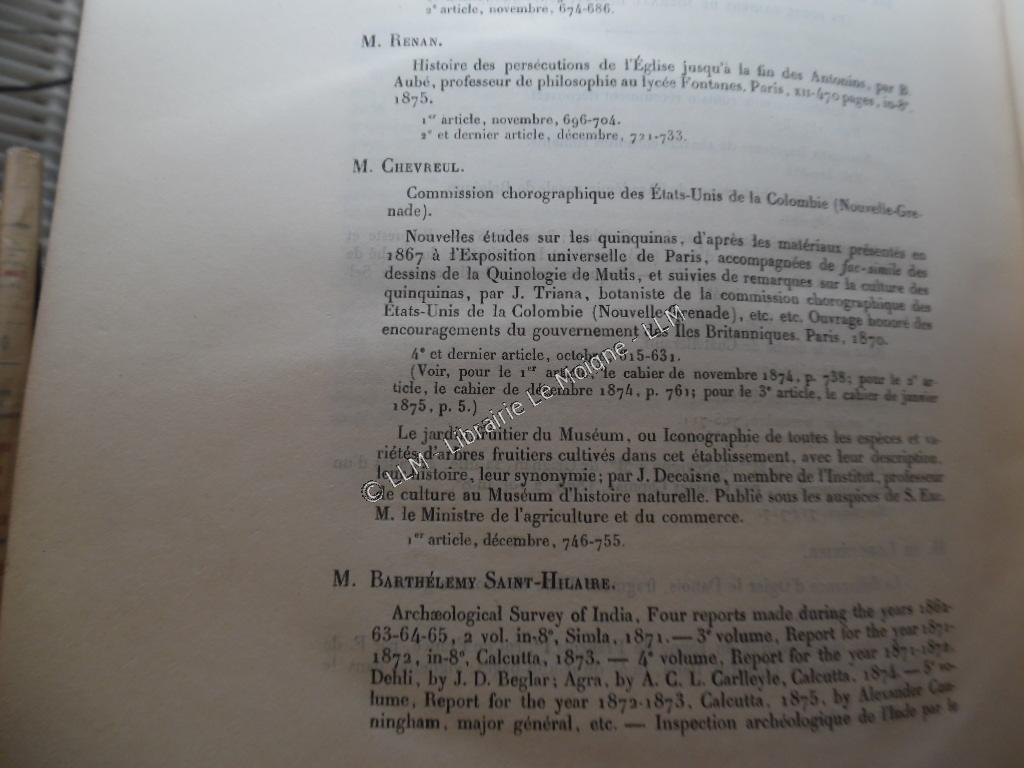 2e article, novembre, 674-686.
M. RENAN.
Histoire des persécutions de l'Église jusqu'à la fin des Antonins, par B.
Aubé, professeur de philosophie au lycée Fontanes, Paris, XII-470 pages, in-8°,
1875.
1er article, novembre, 696-704.
2e et dernier article, décembre, 721-733.
M. CHEVREUL.
Commission chorographique des États-Unis de la Colombie (Nouvelle-Gre-
nade).
Nouvelles études sur les quinquinas, d'après les matériaux présentés en
1867 à l'Exposition universelle de Paris, accompagnées de fac-simile des
dessins de la Quinologie de Mutis, et suivies de remarques sur la culture des
quinquinas, par J. Triana, botaniste de la commission chorographique des
États-Unis de la Colombie (Nouvelle-Grenade), etc. etc. Ouvrage honoré des
encouragements du gouvernement des Îles Britanniques. Paris, 1870.
4e et dernier article, octobre, 615-631.
(Voir, pour le 1er article, le cahier de novembre 1874, p. 738; pour le 2e ar-
ticle, le cahier de décembre 1874, p. 761; pour le 3e article, le cahier de janvier
1875, p. 5.)
Le jardin fruitier du Muséum, ou Iconographie de toutes les espèces et va-
riétés d'arbres fruitiers cultivés dans cet établissement, avec leur description,
leur histoire, leur synonymie; par J. Decaisne, membre de l'Institut, professeur
de culture au Muséum d'histoire naturelle. Publié sous les auspices de S. Exc.
M. le Ministre de l'agriculture et du commerce.
1er article, décembre, 746-755.
M. BARTHÉLEMY SAINT-HILAIRE.
Archæological Survey of India, Four reports made during the years 1862-
63-64-65, 2 vol. in-8°, Simla, 1871. — 3e volume, Report for the year 1871-
1872, in-8°, Calcutta, 1873. — 4e volume, Report for the year 1871-1872.
Dehli, by J. D. Beglar; Agra, by A. C. L. Carlleyle, Calcutta, 1874. — 5e vo-
lume, Report for the year 1872-1873, Calcutta, 1875, by Alexander Cun-
ningham, major général, etc. — Inspection archéologique de l'Inde par le
© LLM - Librairie Le Moigne - LLM